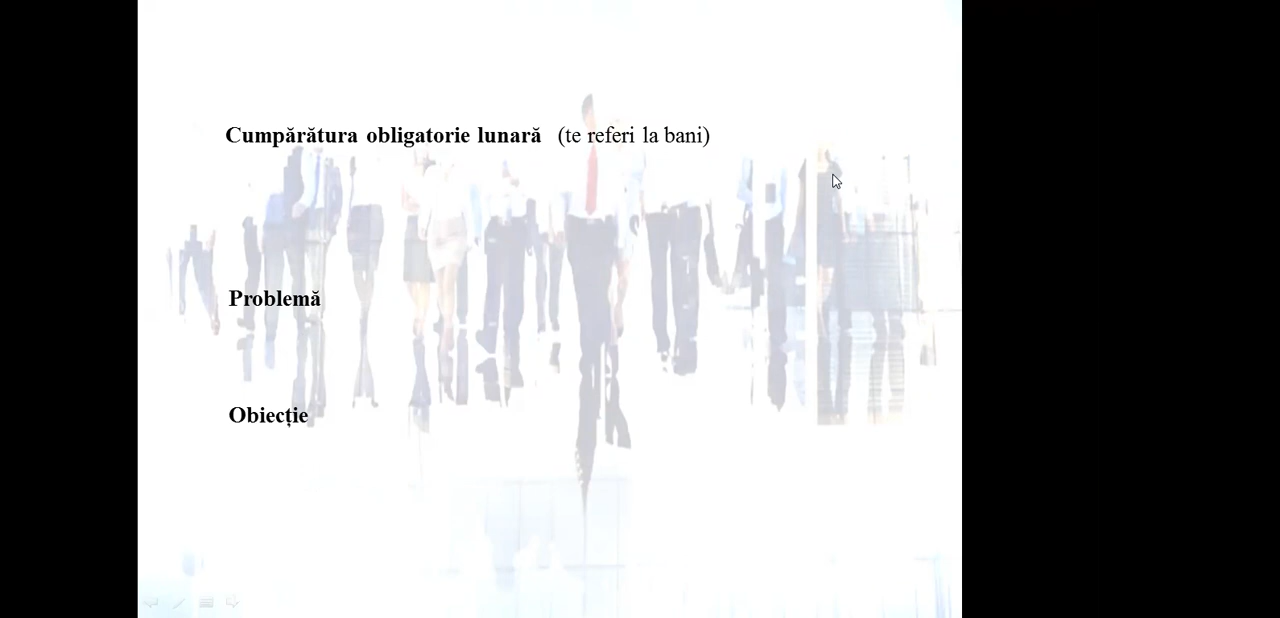 Cumpărătura obligatorie lunară (te referi la bani)
Problemă
Obiecție